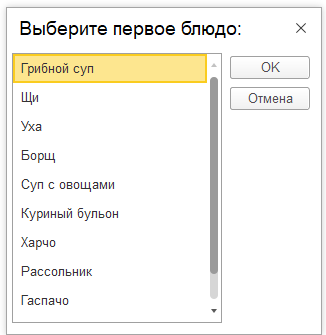 Выберите первое блюдо:
Грибной суп
OK
Щи
Отмена
Уха
Борщ
Суп с овощами
Куриный бульон
Харчо
Рассольник
Гаспачо